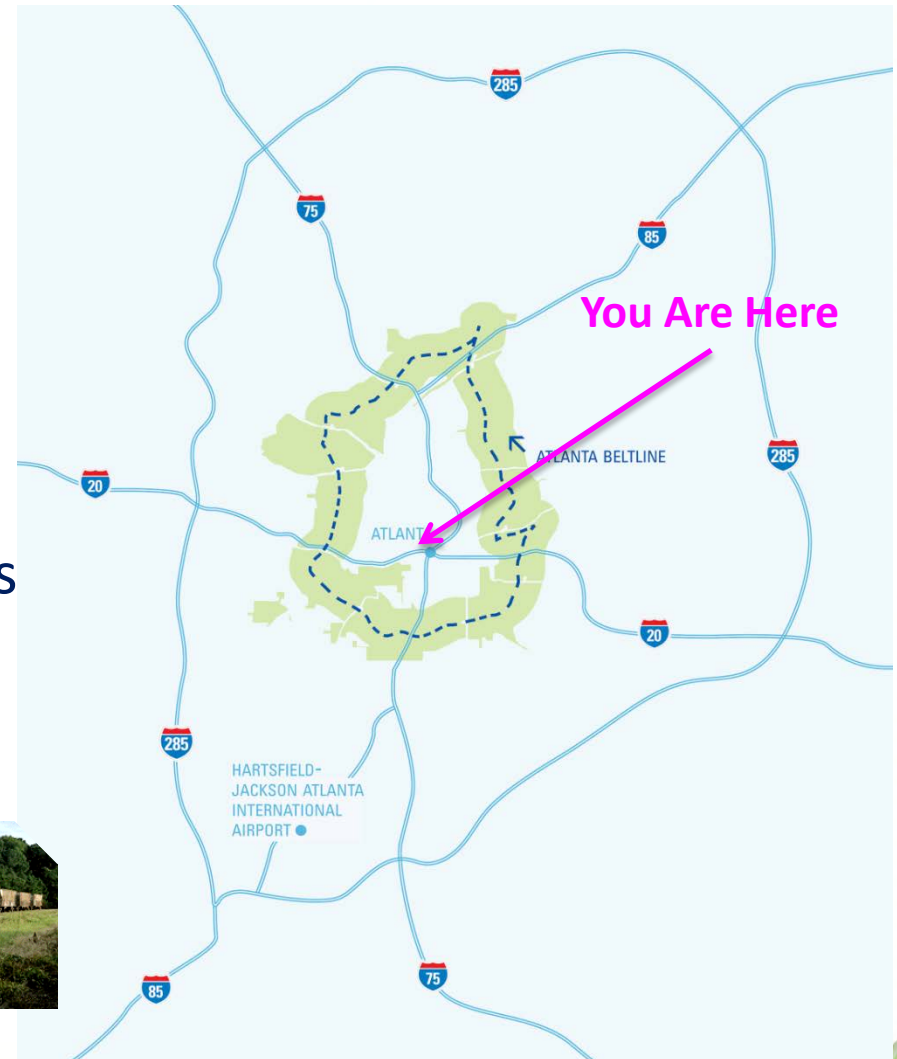 285
75
85
You Are Here
ATLANTA BELTLINE
285
20
ATLANT
s
20
285
HARTSFIELD-
JACKSON ATLANTA
INTERNATIONAL
AIRPORT
85
75